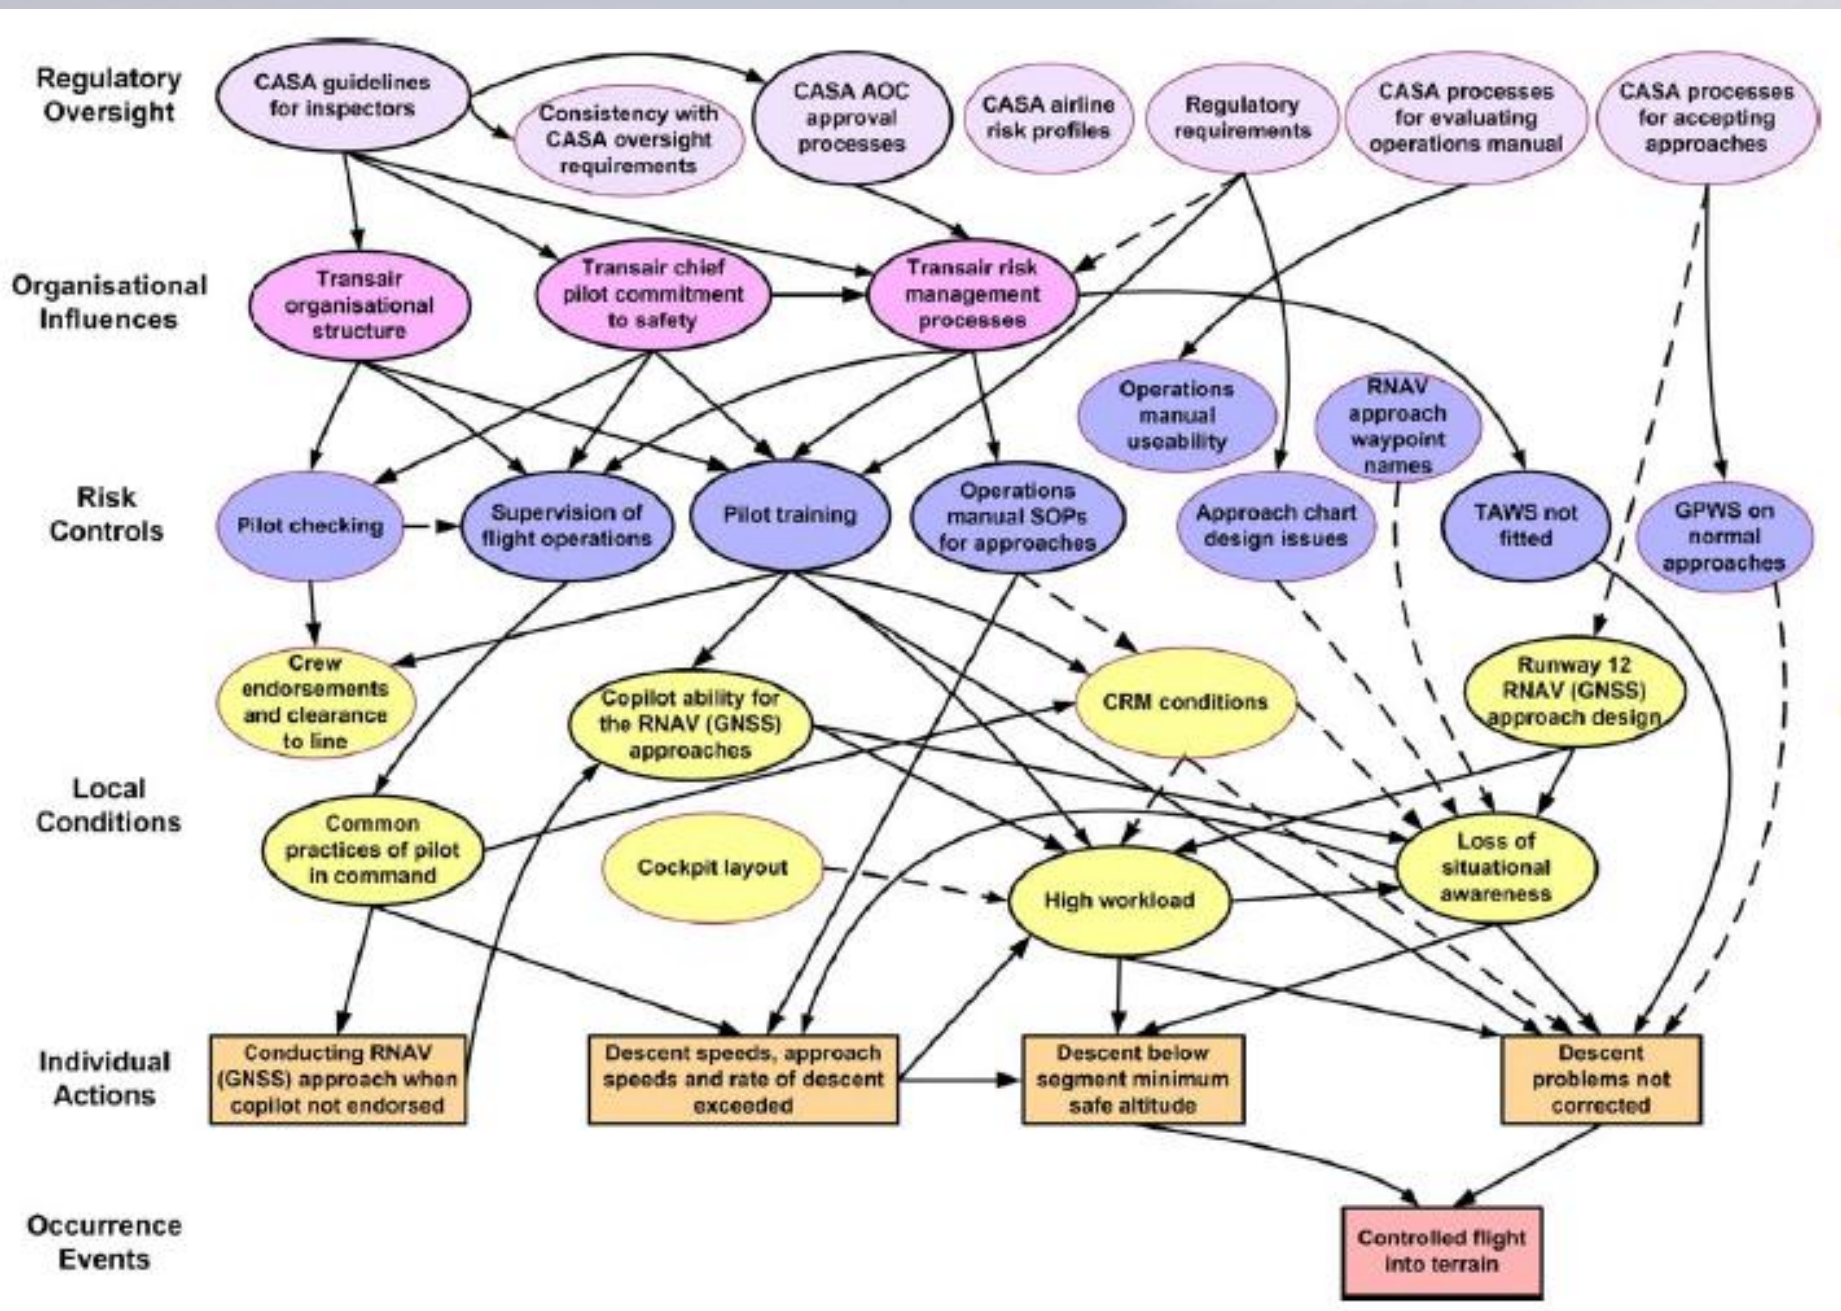 Regulatory
Oversight
CASA guidelines
for inspectors
Consistency with
CASA oversight
requirements
CASA AOC
approval
processes
CASA airline
risk profiles
Regulatory
requirements
CASA processes
for evaluating
operations manual
CASA processes
for accepting
approaches
Organisational
Influences
Transair
organisational
structure
Transair chief
pilot commitment
to safety
Transair risk
management
processes
Operations
manual
useability
RNAV
approach
waypoint
names
Risk
Controls
Pilot checking
Supervision of
flight operations
Pilot training
Operations
manual SOPs
for approaches
Approach chart
design issues
TAWS not
fitted
GPWS on
normal
approaches
Crew
endorsements
and clearance
to line
Copilot ability for
the RNAV (GNSS)
approaches
CRM conditions
Runway 12
RNAV (GNSS)
approach design
Local
Conditions
Common
practices of pilot
in command
Cockpit layout
High workload
Loss of
situational
awareness
Individual
Actions
Conducting RNAV
(GNSS) approach when
copilot not endorsed
Descent speeds, approach
speeds and rate of descent
exceeded
Descent below
segment minimum
safe altitude
Descent
problems not
corrected
Occurrence
Events
Controlled flight
into terrain